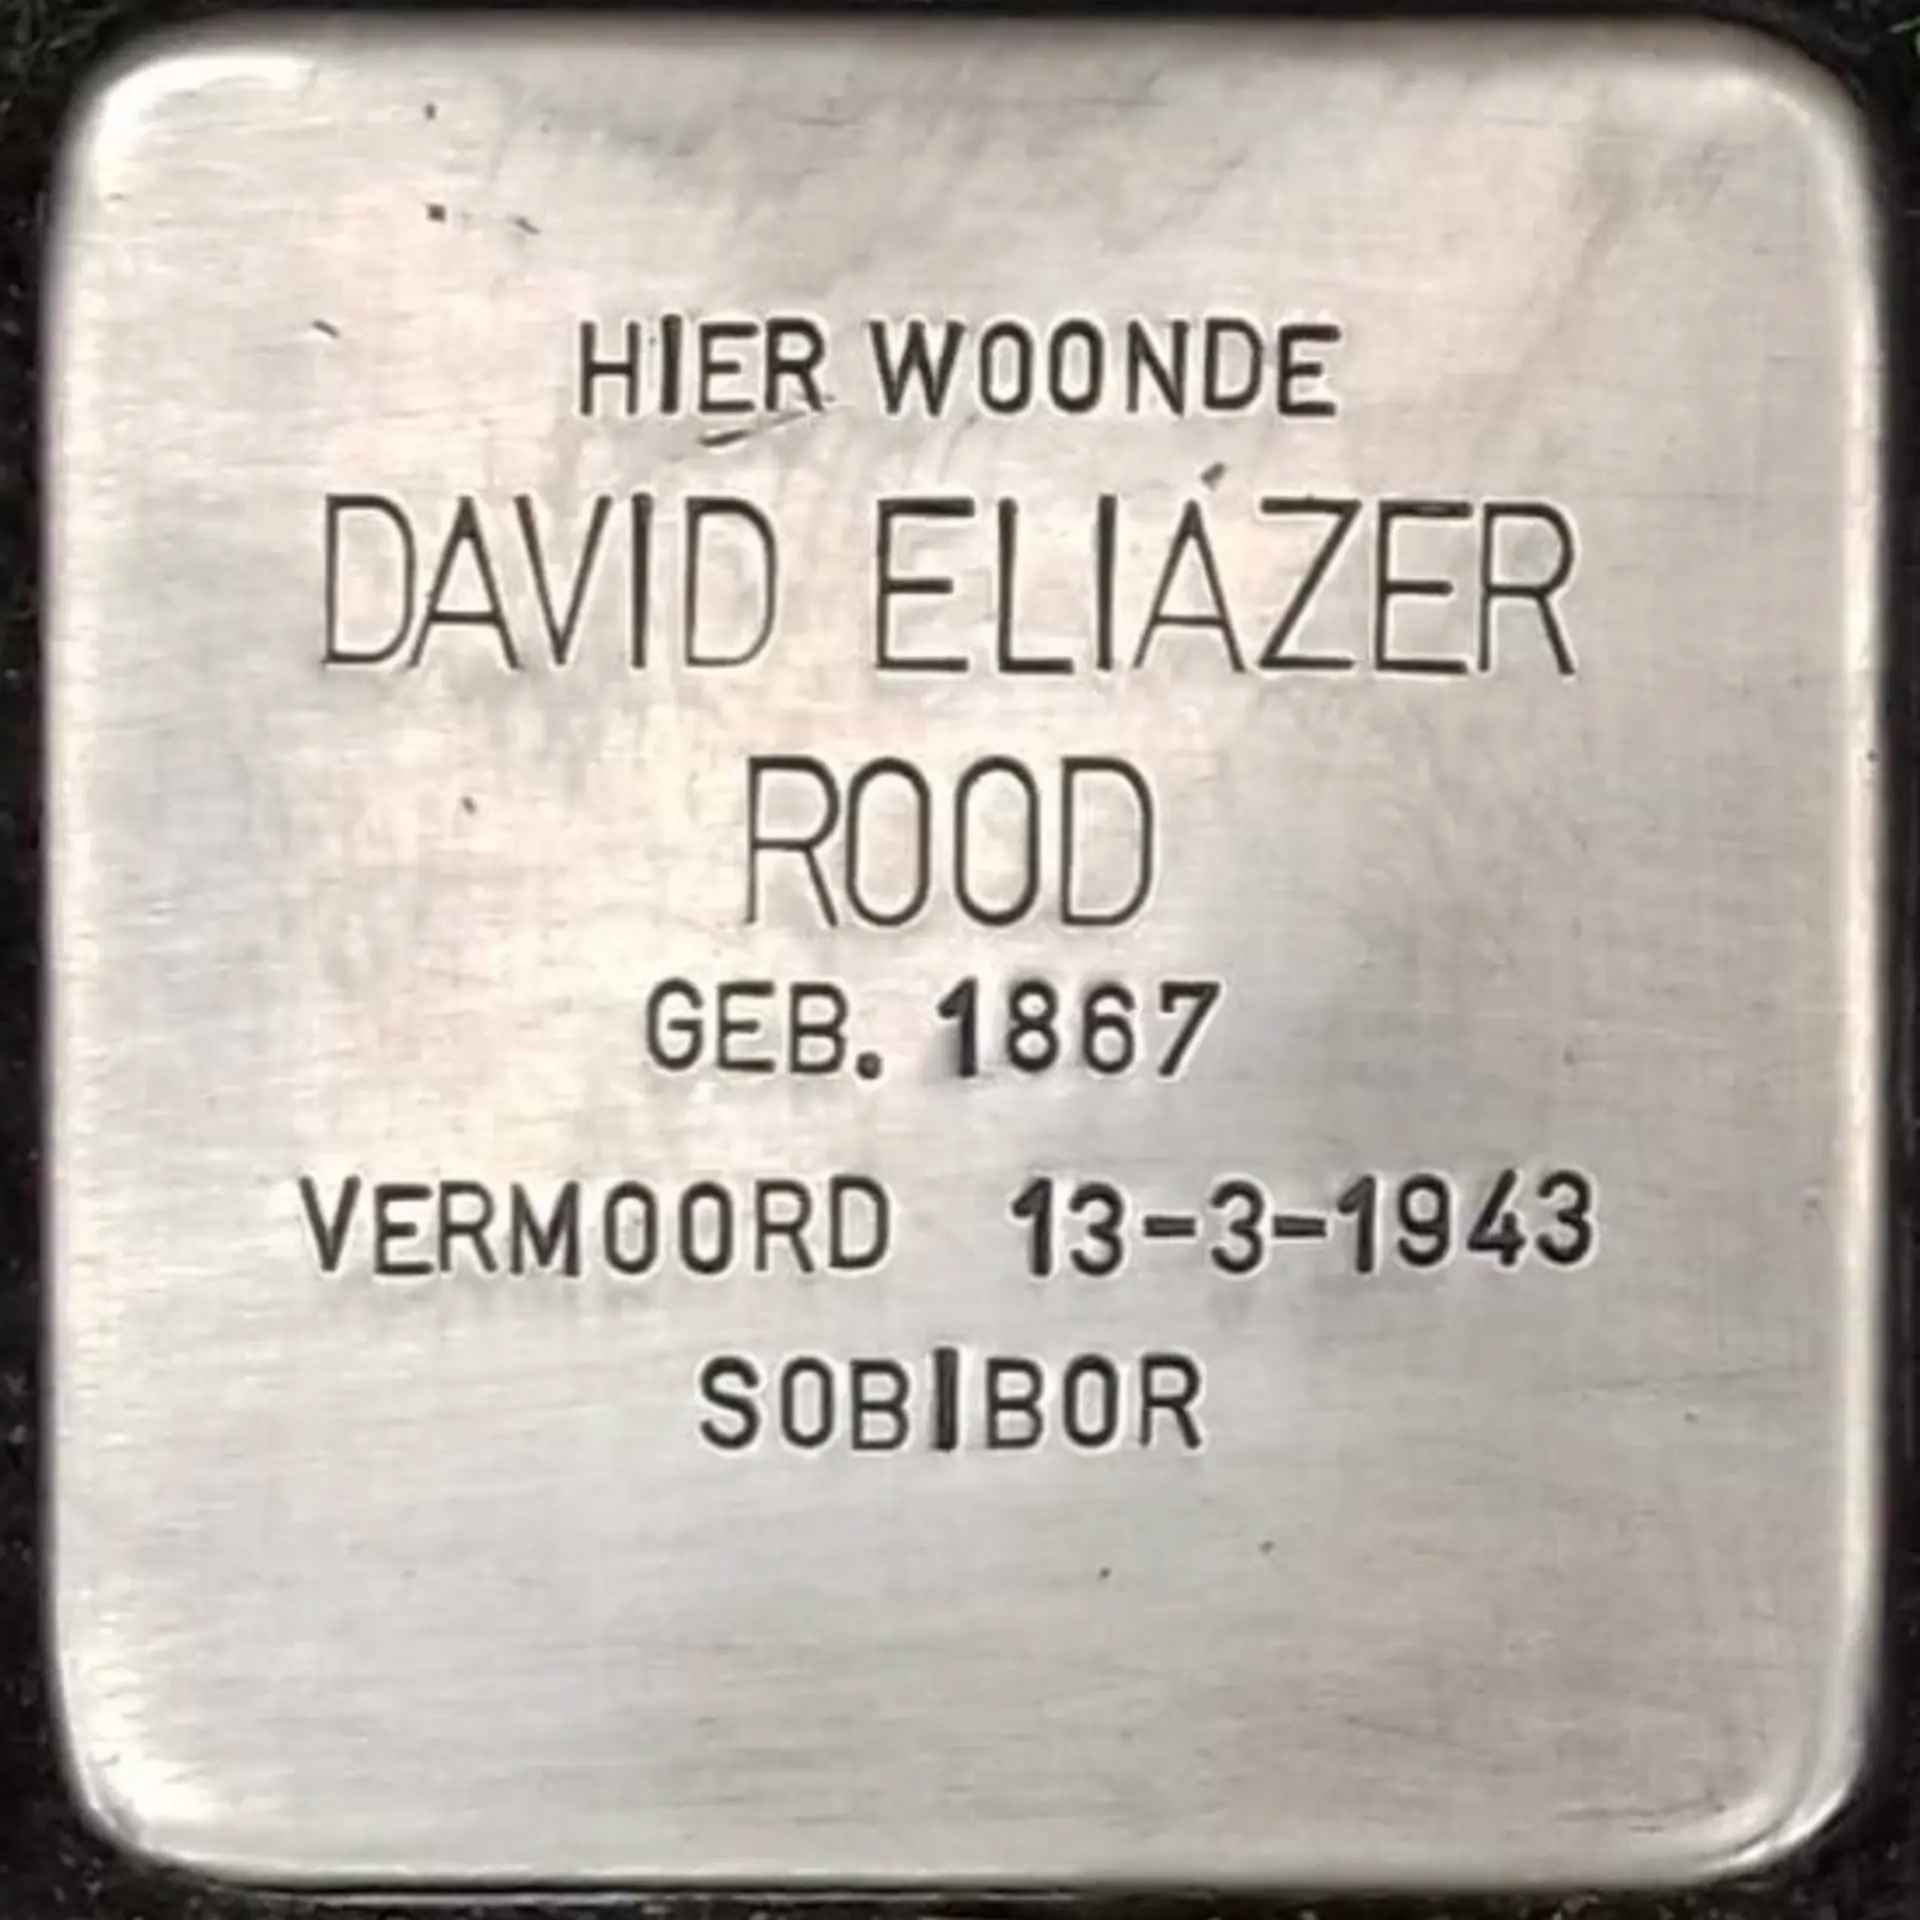 HIER WOONDE
DAVID ELIAZER
ROOD
GEB. 1867
VERMOORD 13-3-1943
SOBIBOR